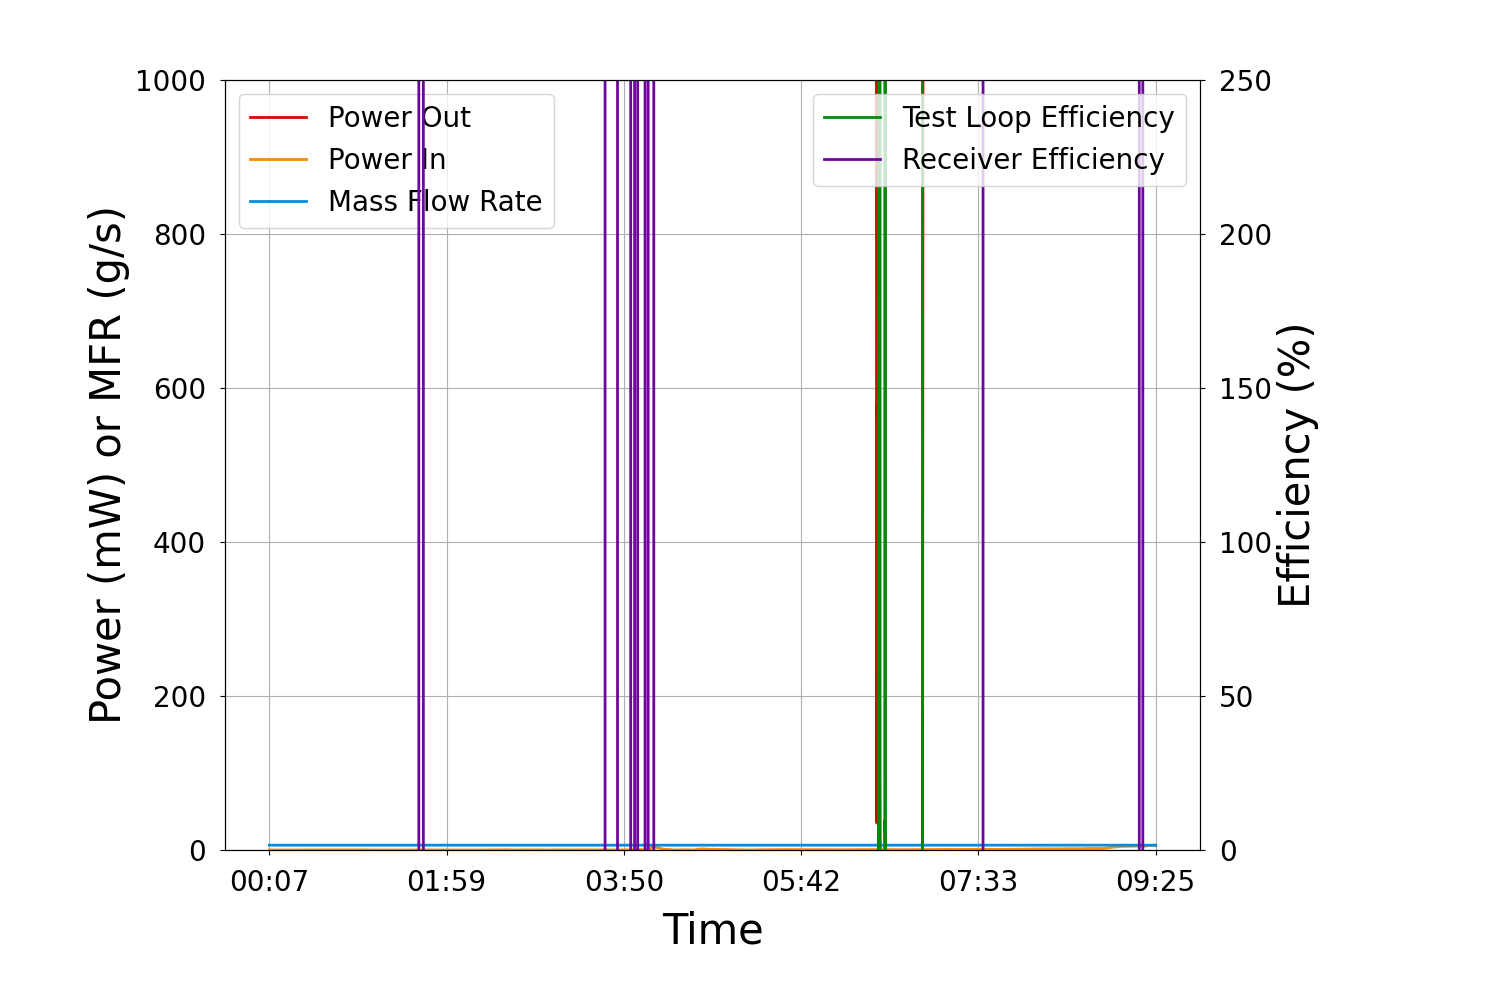 1000
800
600
400
200
0
Power (mW) or MFR (g/s)
Power Out
Power In
Mass Flow Rate
Test Loop Efficiency
Receiver Efficiency
250
200
150
100
50
0
Efficiency (%)
00:07 01:59 03:50 05:42 07:33 09:25
Time